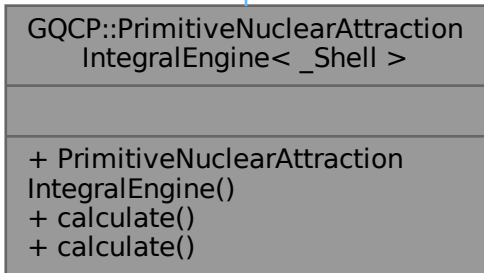 GQCP::PrimitiveNuclearAttraction
IntegralEngine< _Shell >
+ PrimitiveNuclearAttraction
IntegralEngine()
+ calculate()
+ calculate()